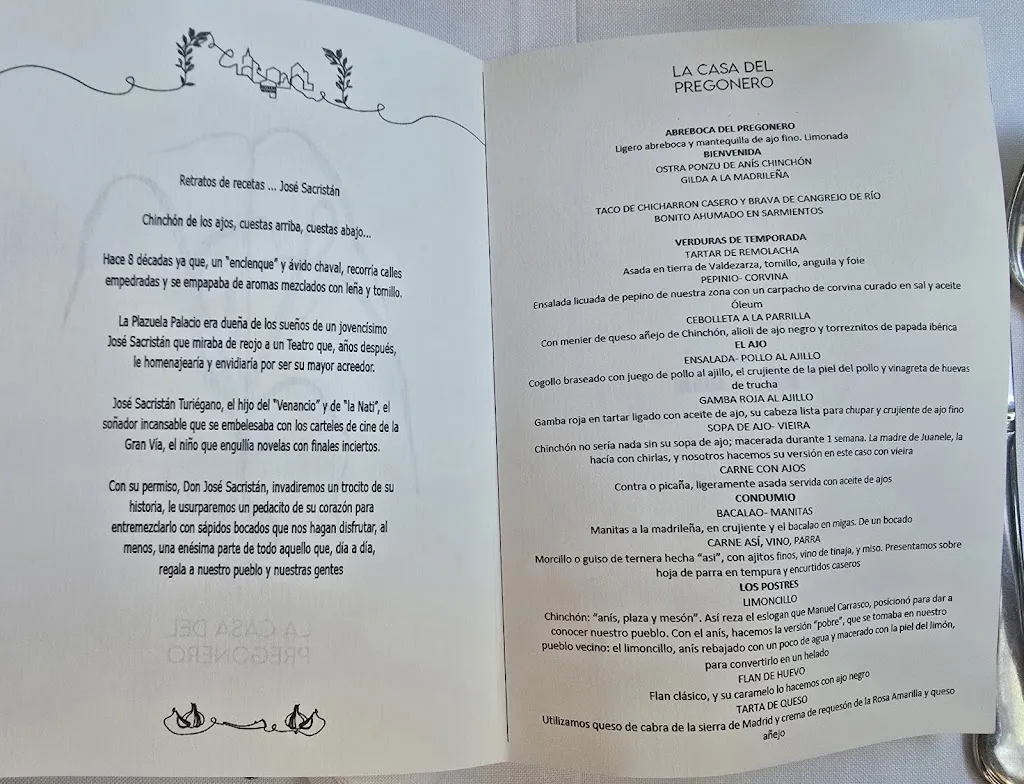 Retratos de recetas ... José Sacristán
Chinchón de los ajos, cuestas arriba, cuestas abajo...
Hace 8 décadas ya que, un "enclenque" y ávido chaval, recorría calles
empedradas y se empapaba de aromas mezclados con leña y tomillo.
La Plazuela Palacio era dueña de los sueños de un jovencísimo
José Sacristán que miraba de reojo a un Teatro que, años después,
le homenajearía y envidiaría por ser su mayor acreedor.
José Sacristán Turiégano, el hijo del "Venancio" y de "la Nati", el
soñador incansable que se embelesaba con los carteles de cine de la
Gran Vía, el niño que engullía novelas con finales inciertos.
Con su permiso, Don José Sacristán, invadiremos un trocito de su
historia, le usurparemos un pedacito de su corazón para
entremezclarlo con sápidos bocados que nos hagan disfrutar, al
menos, una enésima parte de todo aquello que, día a día,
regala a nuestro pueblo y nuestras gentes
LA CASA DEL
PREGONERO
LA CASA DEL
PREGONERO
ABREBOCA DEL PREGONERO
Ligero abreboca y mantequilla de ajo fino. Limonada
BIENVENIDA
OSTRA PONZU DE ANÍS CHINCHÓN
GILDA A LA MADRILEÑA
TACO DE CHICHARRON CASERO Y BRAVA DE CANGREJO DE RÍO
BONITO AHUMADO EN SARMIENTOS
VERDURAS DE TEMPORADA
TARTAR DE REMOLACHA
Asada en tierra de Valdezarza, tomillo, anguila y foie
PEPINIO- CORVINA
Ensalada licuada de pepino de nuestra zona con un carpacho de corvina curado en sal y aceite
Óleum
CEBOLLETA A LA PARRILLA
Con menier de queso añejo de Chinchón, alioli de ajo negro y torreznitos de papada ibérica
EL AJO
ENSALADA- POLLO AL AJILLO
Cogollo braseado con juego de pollo al ajillo, el crujiente de la piel del pollo y vinagreta de huevas
de trucha
GAMBA ROJA AL AJILLO
Gamba roja en tartar ligado con aceite de ajo, su cabeza lista para chupar y crujiente de ajo fino
SOPA DE AJO- VIEIRA
Chinchón no sería nada sin su sopa de ajo; macerada durante 1 semana. La madre de Juanele, la
hacía con chirlas, y nosotros hacemos su versión en este caso con vieira
CARNE CON AJOS
Contra o picaña, ligeramente asada servida con aceite de ajos
CONDUMIO
BACALAO- MANITAS
Manitas a la madrileña, en crujiente y el bacalao en migas. De un bocado
CARNE ASÍ, VINO, PARRA
Morcillo o guiso de ternera hecha "asi", con ajitos finos, vino de tinaja, y miso. Presentamos sobre
hoja de parra en tempura y encurtidos caseros
LOS POSTRES
LIMONCILLO
Chinchón: "anís, plaza y mesón". Así reza el eslogan que Manuel Carrasco, posicionó para dar a
conocer nuestro pueblo. Con el anís, hacemos la versión "pobre", que se tomaba en nuestro
pueblo vecino: el limoncillo, anís rebajado con un poco de agua y macerado con la piel del limón,
para convertirlo en un helado
FLAN DE HUEVO
Flan clásico, y su caramelo lo hacemos con ajo negro
TARTA DE QUESO
Utilizamos queso de cabra de la sierra de Madrid y crema de requesón de la Rosa Amarilla y queso
añejo